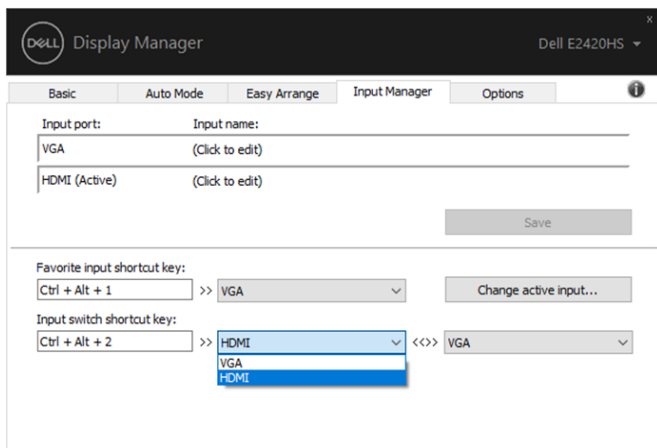 x
DELL Display Manager Dell E2420HS
Basic Auto Mode Easy Arrange Input Manager Options i
Input port: Input name:
VGA (Click to edit)
HDMI (Active) (Click to edit)
Save
Favorite input shortcut key:
Ctrl + Alt + 1 >> VGA Change active input...
Input switch shortcut key:
Ctrl + Alt + 2 >> HDMI <<>> VGA
VGA
HDMI